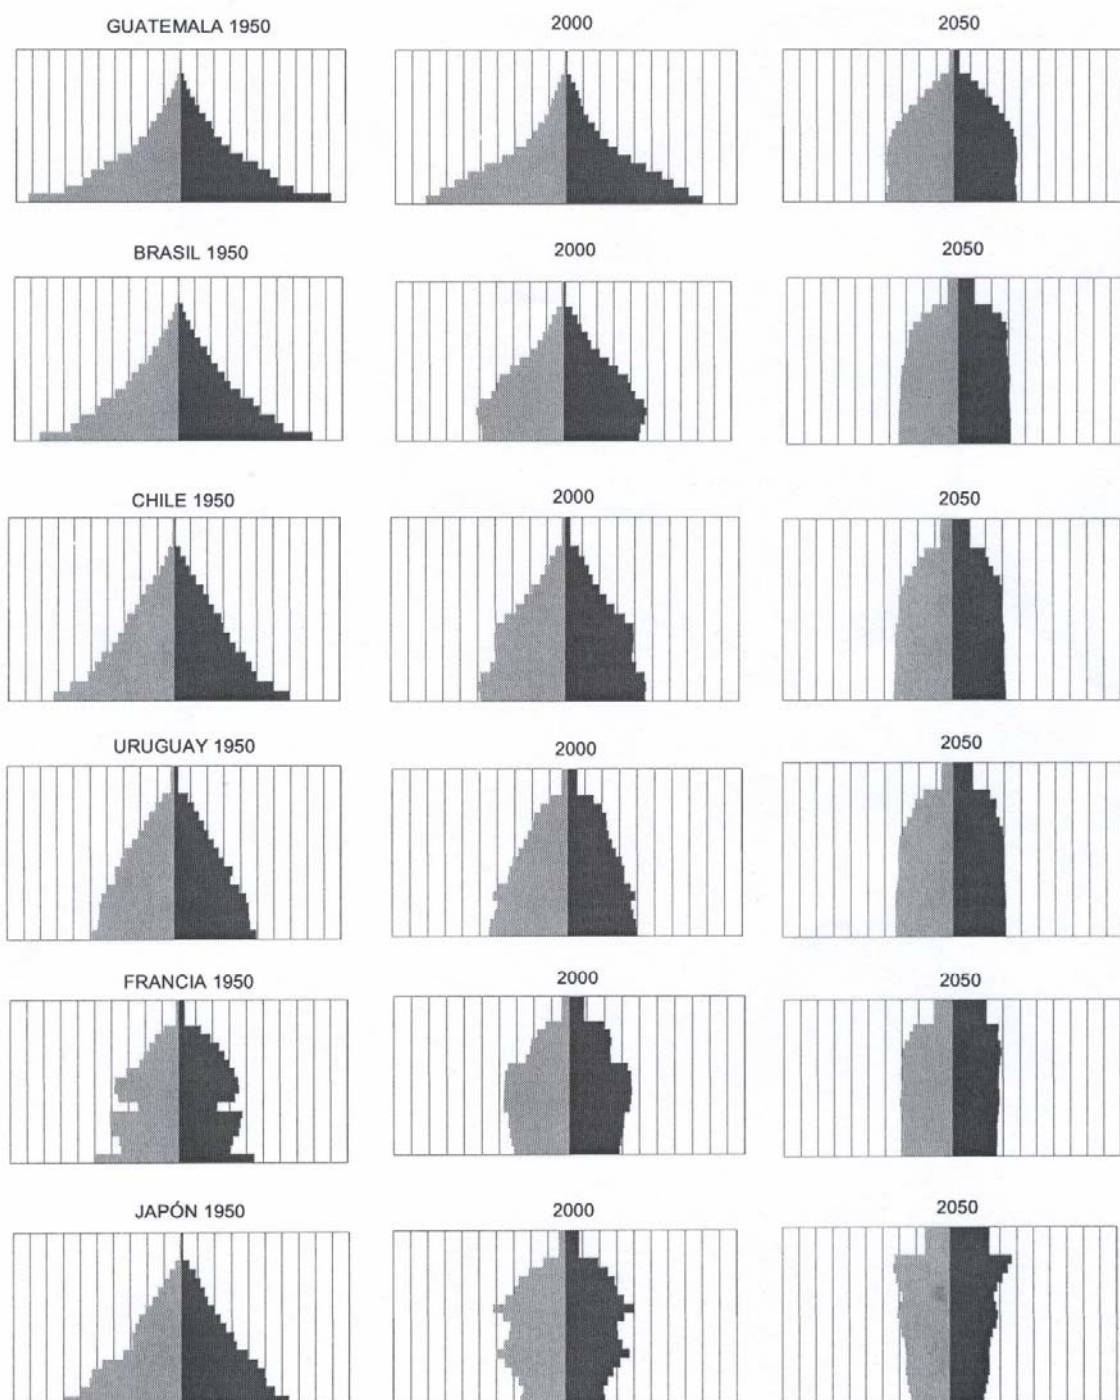 GUATEMALA 1950 2000 2050
BRASIL 1950 2000 2050
CHILE 1950 2000 2050
URUGUAY 1950 2000 2050
FRANCIA 1950 2000 2050
JAPÓN 1950 2000 2050